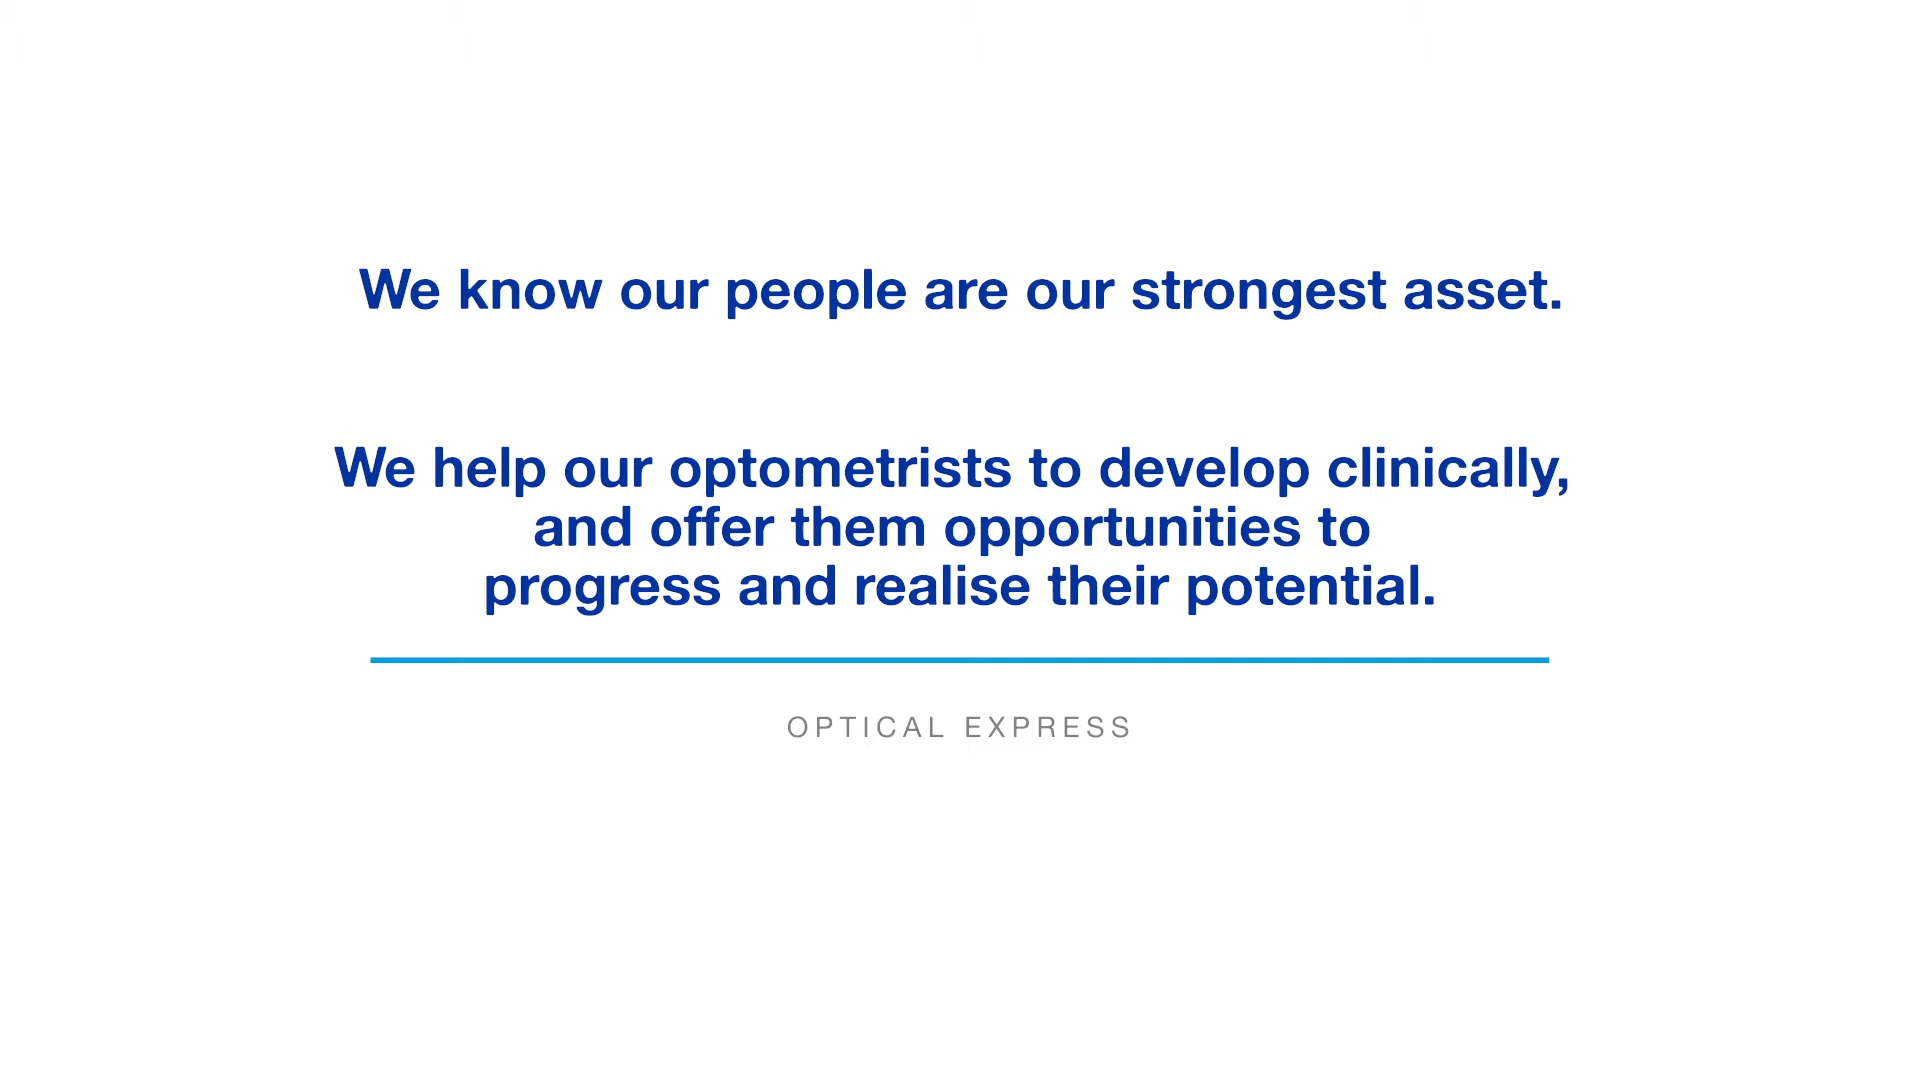 We know our people are our strongest asset.
We help our optometrists to develop clinically,
and offer them opportunities to
progress and realise their potential.
OPTICAL EXPRESS